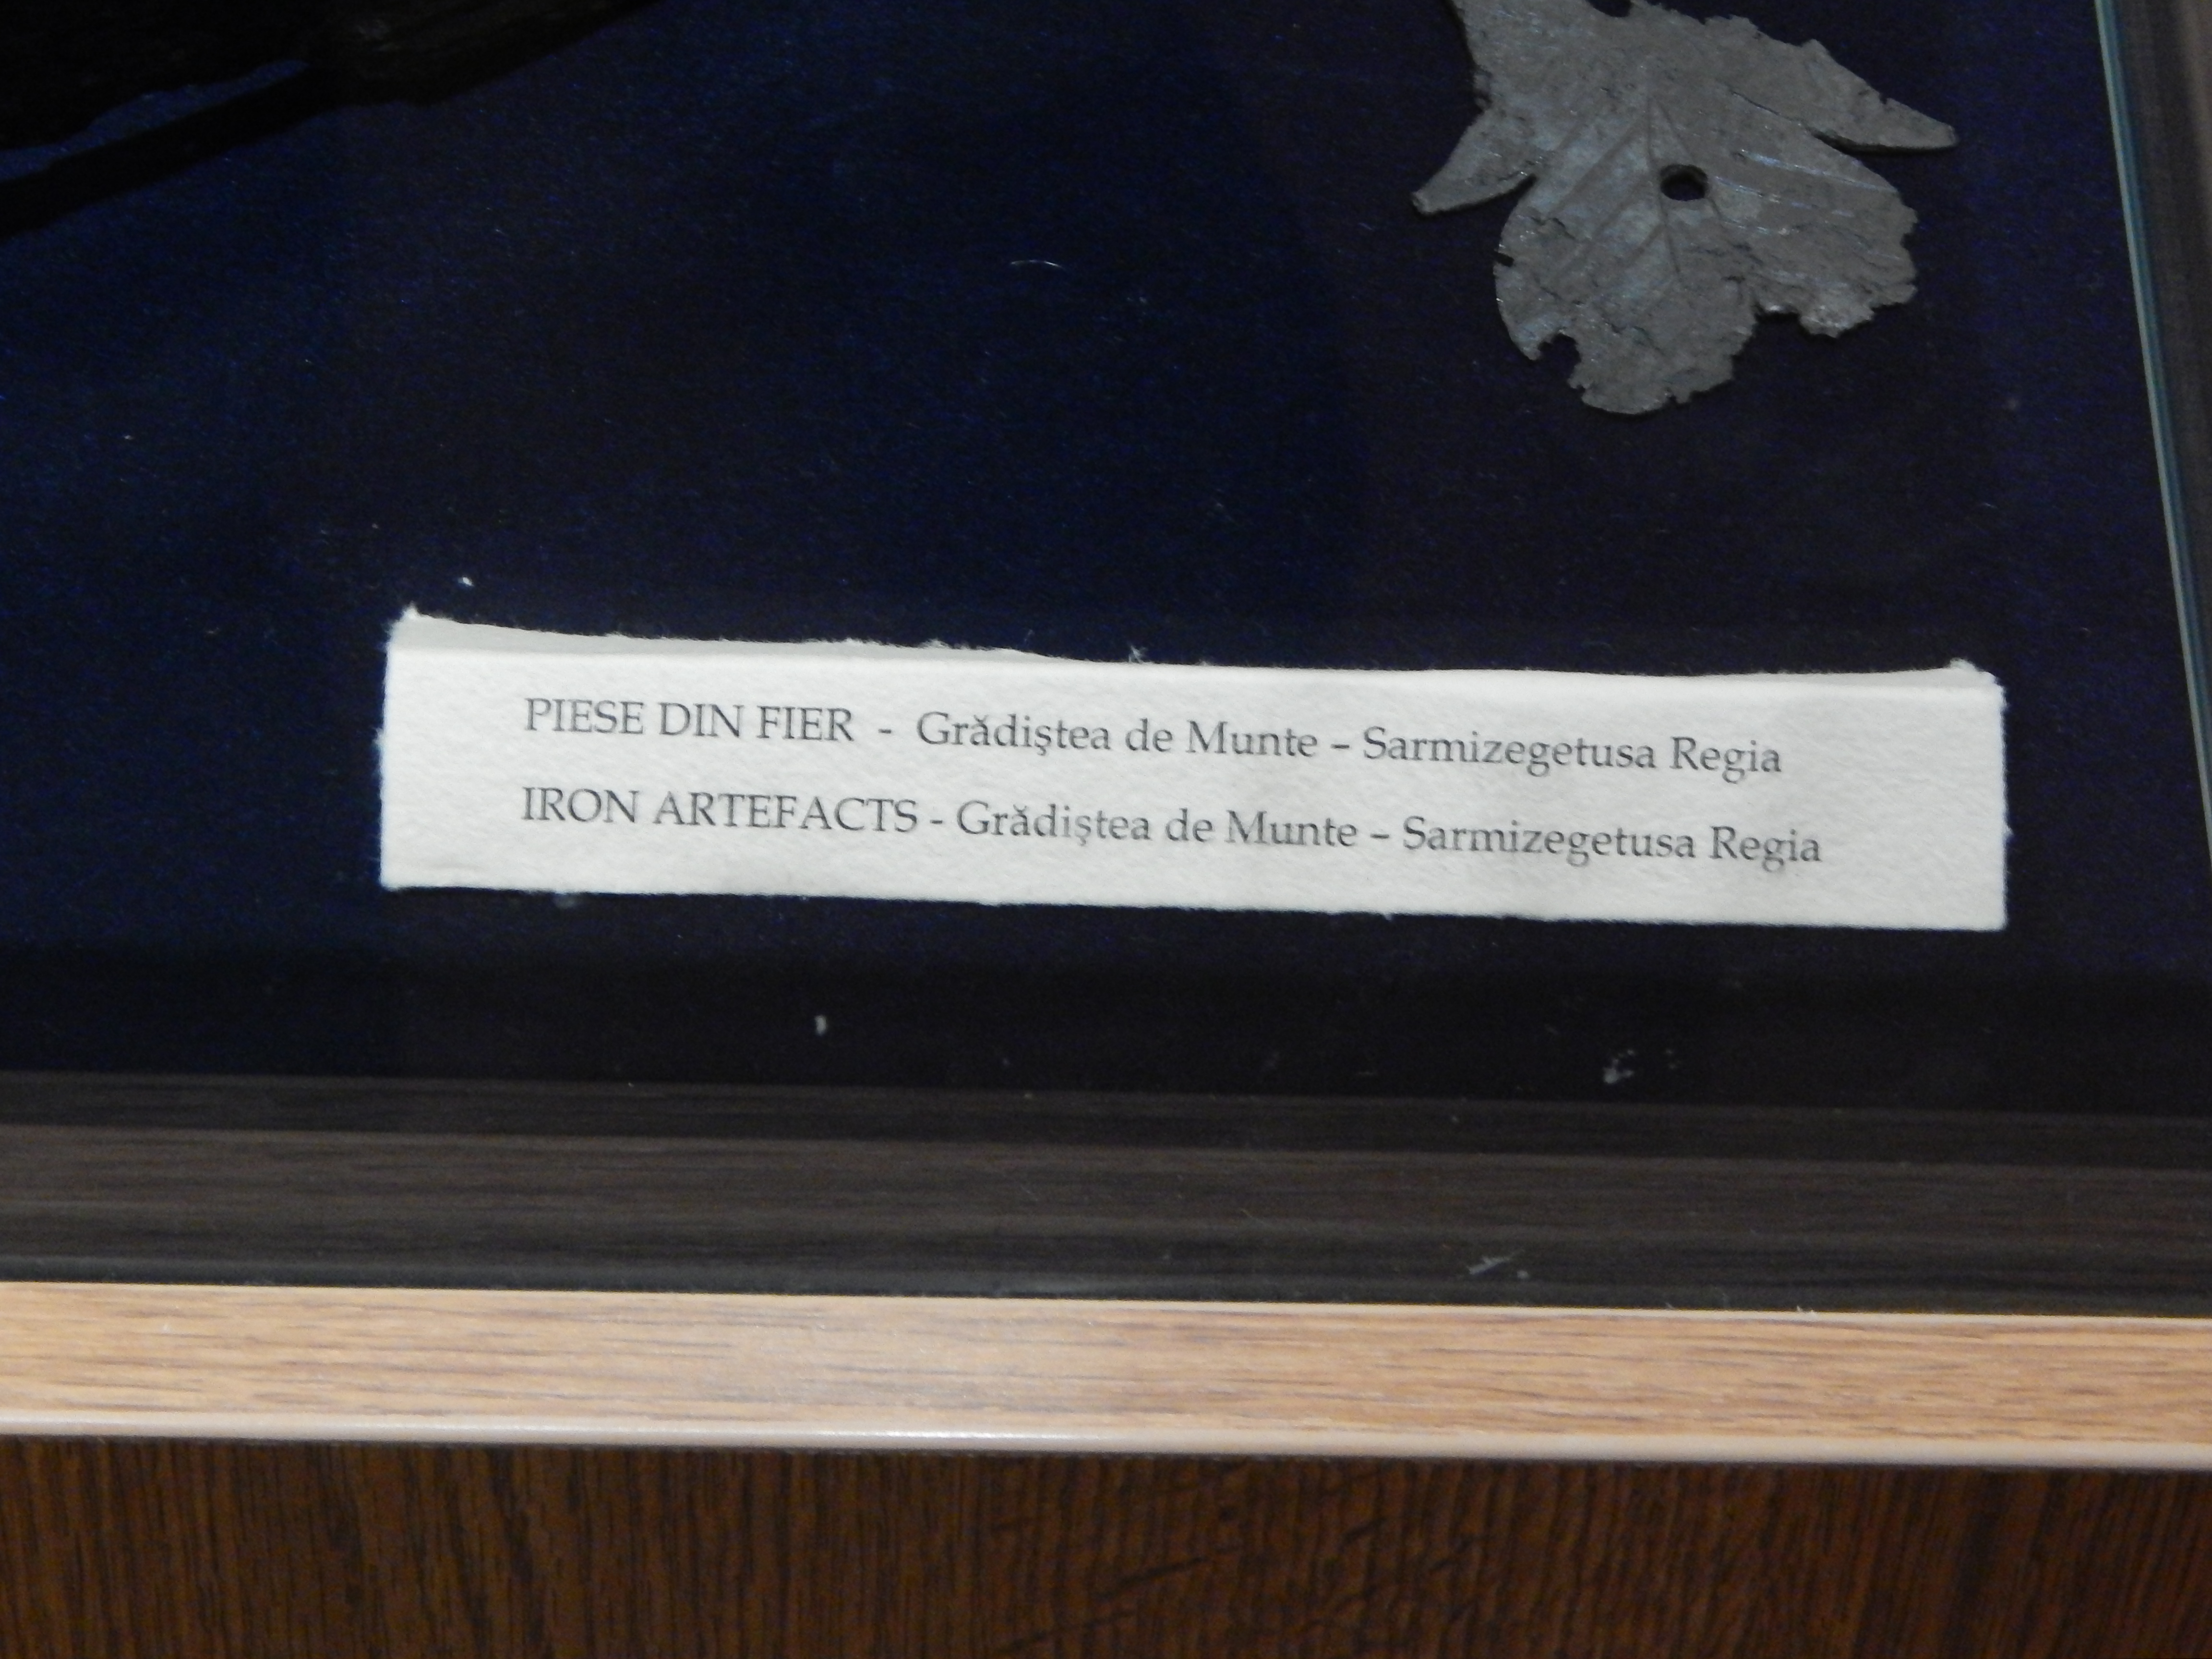 PIESE DIN FIER - Grădiştea de Munte – Sarmizegetusa Regia
IRON ARTEFACTS - Grădiştea de Munte – Sarmizegetusa Regia